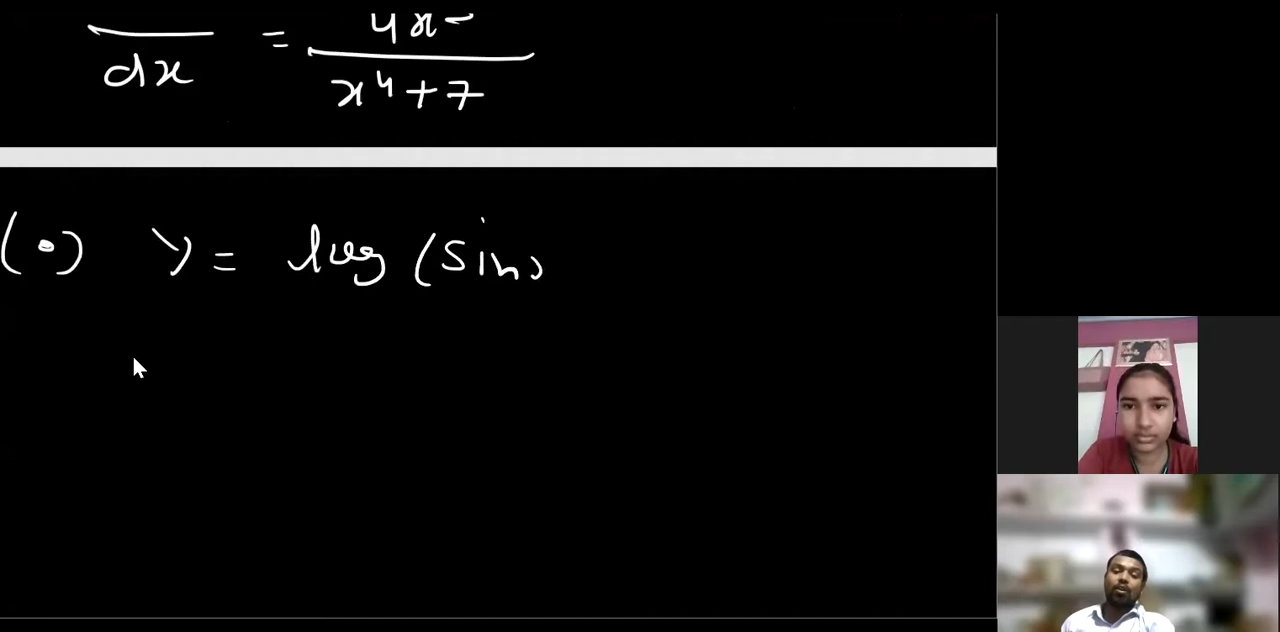 dx = 4x
x⁴+7
(•) y = log (sin